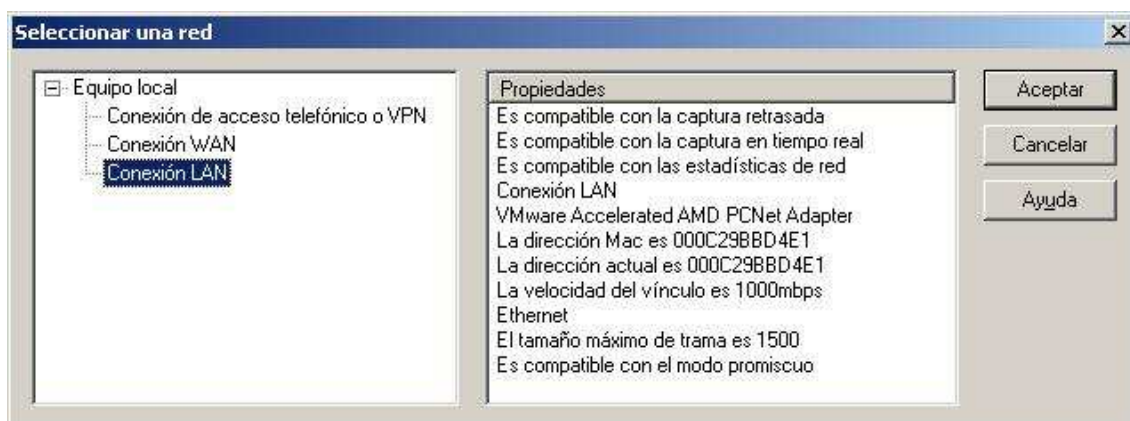 Seleccionar una red
Equipo local
Conexión de acceso telefónico o VPN
Conexión WAN
Conexión LAN
Propiedades
Es compatible con la captura retrasada
Es compatible con la captura en tiempo real
Es compatible con las estadísticas de red
Conexión LAN
VMware Accelerated AMD PCNet Adapter
La dirección Mac es 000C29BBD4E1
La dirección actual es 000C29BBD4E1
La velocidad del vínculo es 1000mbps
Ethernet
El tamaño máximo de trama es 1500
Es compatible con el modo promiscuo
Aceptar
Cancelar
Ayuda